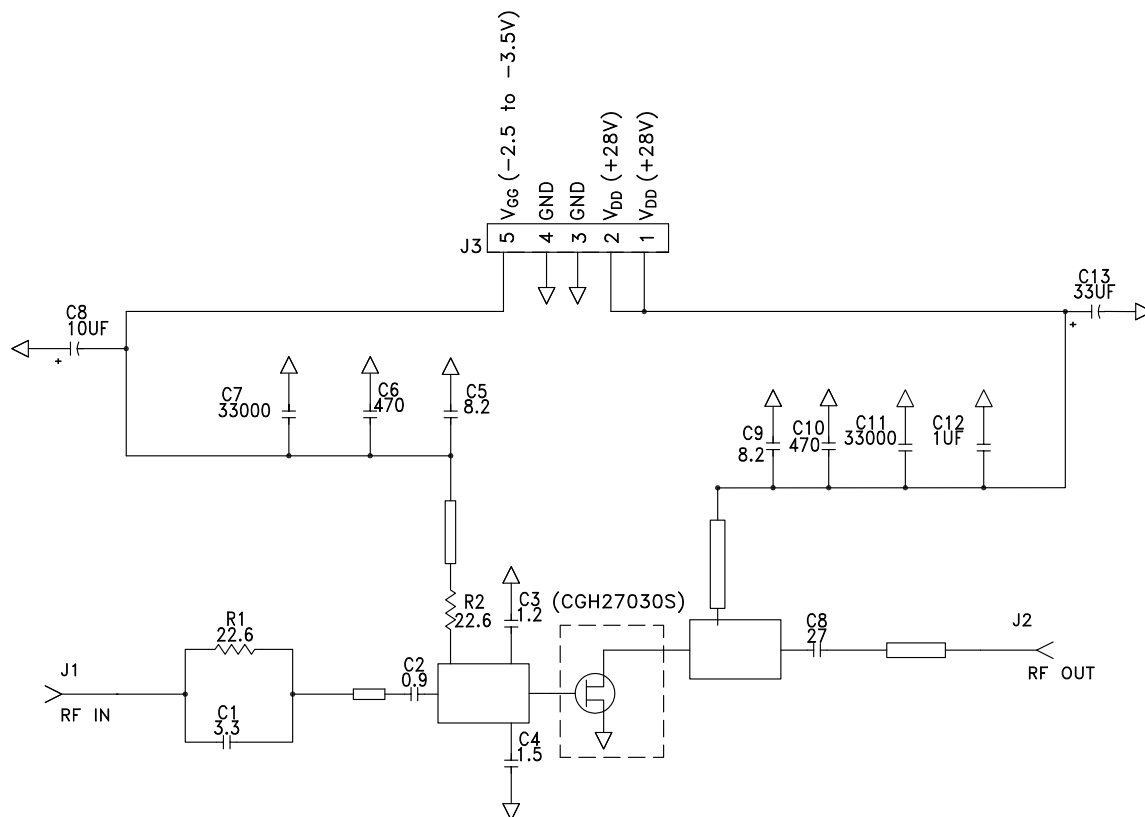 VGG (−2.5 to −3.5V)
GND
GND
VDD (+28V)
VDD (+28V)
J3
5 4 3 2 1
C8
10UF
+
C13
33UF
+
C7
33000
C6
470
C5
8.2
C9
8.2
C10
470
C11
33000
C12
1UF
R2
22.6
C3
1.2
(CGH27030S)
R1
22.6
C8
27
J2
RF OUT
J1
RF IN
C2
0.9
C1
3.3
C4
1.5